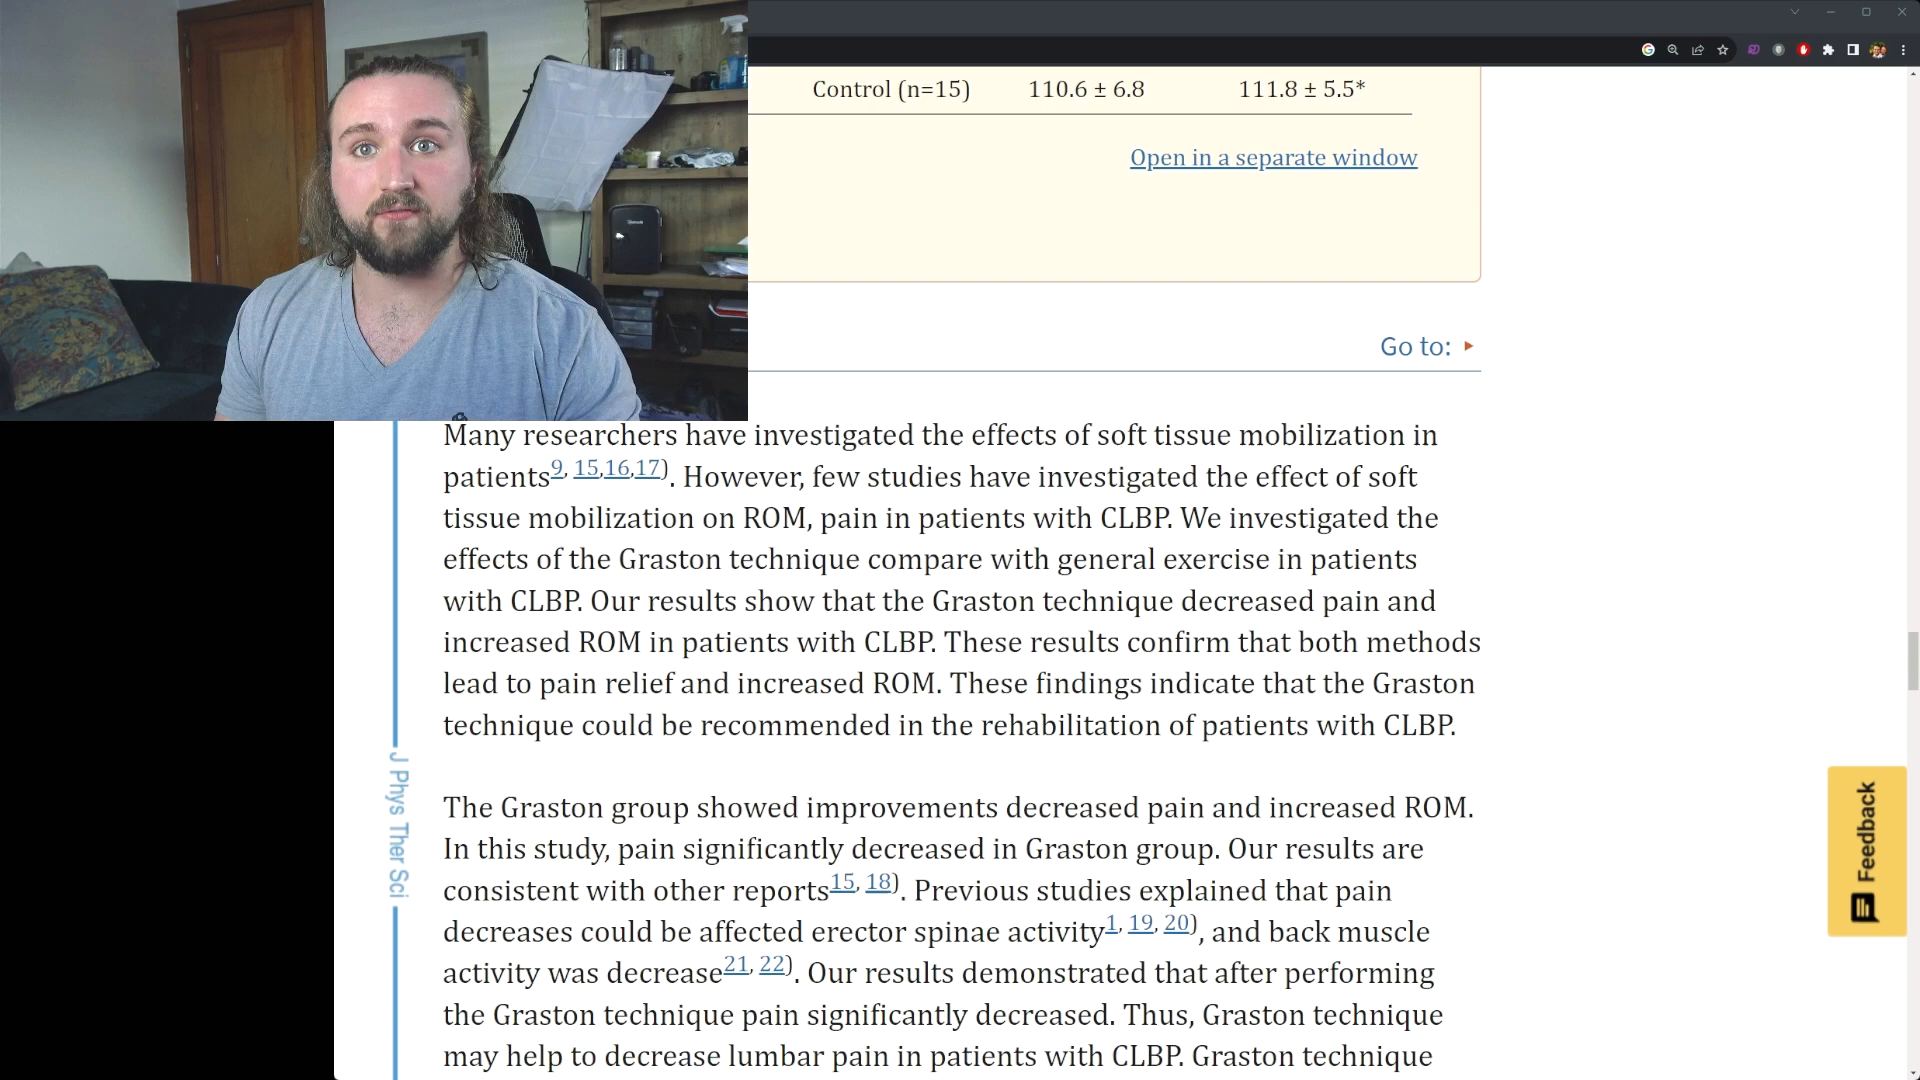 Control (n=15) 110.6 ± 6.8 111.8 ± 5.5*
Open in a separate window
Go to:
Many researchers have investigated the effects of soft tissue mobilization in
patients9, 15,16,17). However, few studies have investigated the effect of soft
tissue mobilization on ROM, pain in patients with CLBP. We investigated the
effects of the Graston technique compare with general exercise in patients
with CLBP. Our results show that the Graston technique decreased pain and
increased ROM in patients with CLBP. These results confirm that both methods
lead to pain relief and increased ROM. These findings indicate that the Graston
technique could be recommended in the rehabilitation of patients with CLBP.
The Graston group showed improvements decreased pain and increased ROM.
In this study, pain significantly decreased in Graston group. Our results are
consistent with other reports15, 18). Previous studies explained that pain
decreases could be affected erector spinae activity1, 19, 20), and back muscle
activity was decrease21, 22). Our results demonstrated that after performing
the Graston technique pain significantly decreased. Thus, Graston technique
may help to decrease lumbar pain in patients with CLBP. Graston technique
J Phys Ther Sci
Feedback